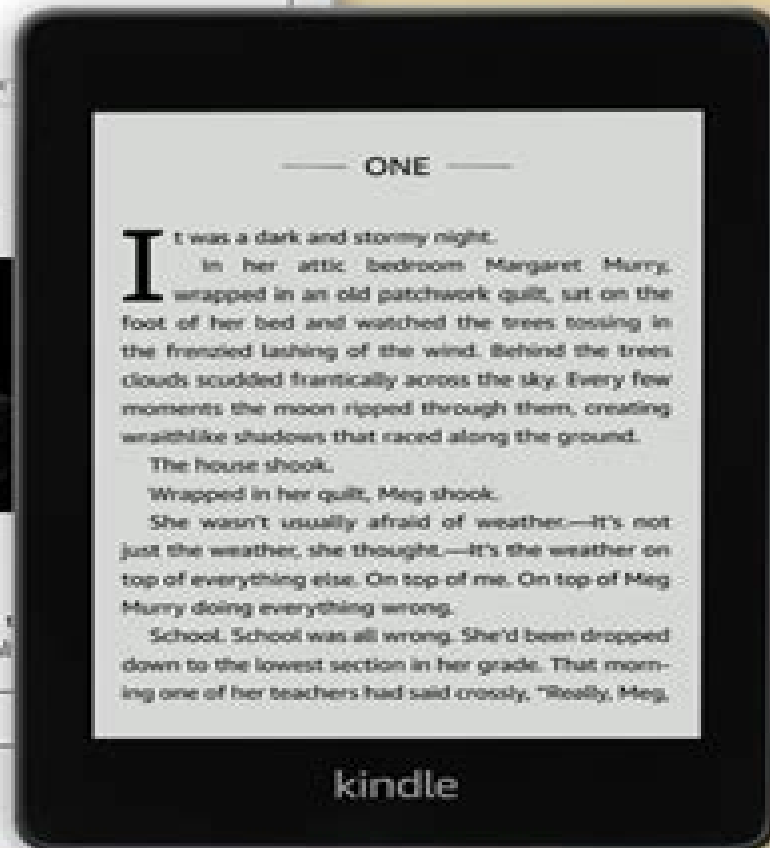 ONE
It was a dark and stormy night.
In her attic bedroom Margaret Murry,
wrapped in an old patchwork quilt, sat on the
foot of her bed and watched the trees tossing in
the frenzied lashing of the wind. Behind the trees
clouds scudded frantically across the sky. Every few
moments the moon ripped through them, creating
wraithlike shadows that raced along the ground.
The house shook.
Wrapped in her quilt, Meg shook.
She wasn't usually afraid of weather.—It's not
just the weather, she thought.—It's the weather on
top of everything else. On top of me. On top of Meg
Murry doing everything wrong.
School. School was all wrong. She'd been dropped
down to the lowest section in her grade. That morn-
ing one of her teachers had said crossly, "Really, Meg,
kindle